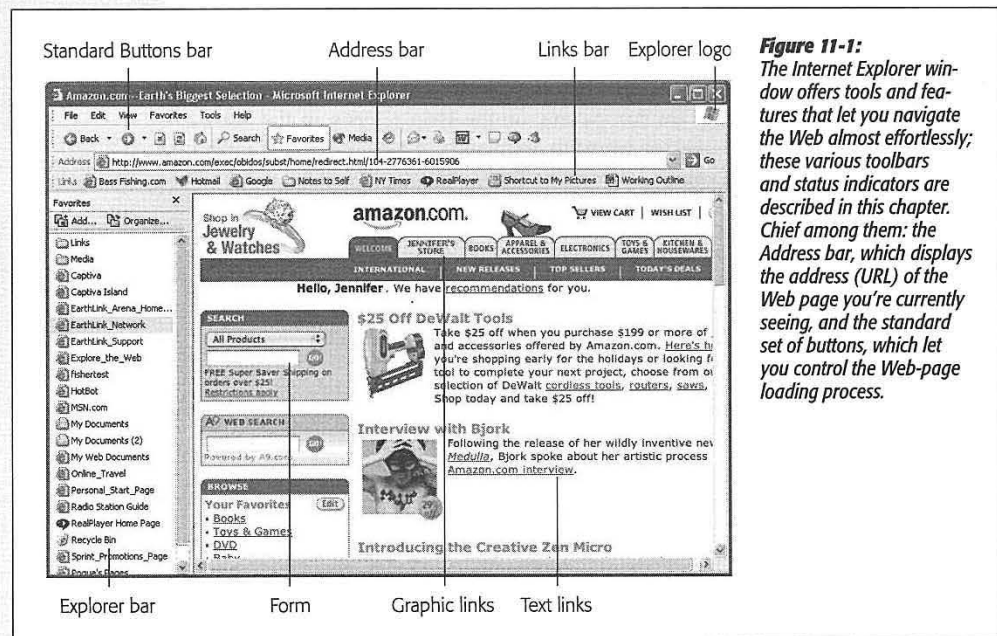 Standard Buttons bar
Address bar
Links bar
Explorer logo
Amazon.com--Earth's Biggest Selection - Microsoft Internet Explorer
File Edit View Favorites Tools Help
Back Search Favorites Media
Address http://www.amazon.com/exec/obidos/subst/home/redirect.html/104-2776361-6015906 Go
Links Bass Fishing.com Hotmail Google Notes to Self NY Times RealPlayer Shortcut to My Pictures Working Outline
Favorites
Add... Organize...
Links
Media
Captiva
Captiva Island
EarthLink_Arena_Home...
EarthLink_Network
EarthLink_Support
Explore_the_Web
fishertest
HotBot
MSN.com
My Documents
My Documents (2)
My Web Documents
Online_Travel
Personal_Start_Page
Radio Station Guide
RealPlayer Home Page
Recycle Bin
Sprint_Promotions_Page
Pogue's Pages
Shop in
Jewelry
& Watches
amazon.com.
VIEW CART | WISH LIST |
WELCOME
JENNIFER'S STORE
BOOKS
APPAREL & ACCESSORIES
ELECTRONICS
TOYS & GAMES
KITCHEN & HOUSEWARES
INTERNATIONAL | NEW RELEASES | TOP SELLERS | TODAY'S DEALS
Hello, Jennifer. We have recommendations for you.
SEARCH
All Products
GO!
FREE Super Saver Shipping on
orders over $25!
Restrictions apply
A9 WEB SEARCH
GO!
Powered by A9.com
BROWSE
Your Favorites Edit
• Books
• Toys & Games
• DVD
• Baby
$25 Off DeWalt Tools
Take $25 off when you purchase $199 or more of
and accessories offered by Amazon.com. Here's
you're shopping early for the holidays or looking
tool to complete your next project, choose from
selection of DeWalt cordless tools, routers, saws,
Shop today and take $25 off!
Interview with Bjork
Following the release of her wildly inventive
Medulla, Bjork spoke about her artistic process
Amazon.com interview.
Introducing the Creative Zen Micro
Explorer bar
Form
Graphic links
Text links
Figure 11-1:
The Internet Explorer win-
dow offers tools and fea-
tures that let you navigate
the Web almost effortlessly;
these various toolbars
and status indicators are
described in this chapter.
Chief among them: the
Address bar, which displays
the address (URL) of the
Web page you're currently
seeing, and the standard
set of buttons, which let
you control the Web-page
loading process.